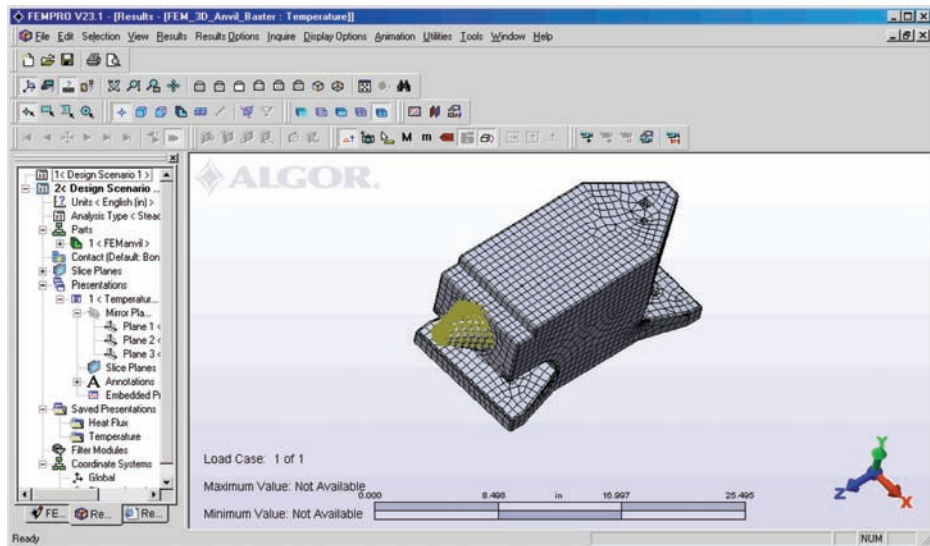 FEMPRO V23.1 - [Results - [FEM_3D_Anvil_Baxter : Temperature]]
File Edit Selection View Results Results Options Inquire Display Options Animation Utilities Tools Window Help
M m
1< Design Scenario 1 >
2< Design Scenario ..
Units < English (in) >
Analysis Type < Steac
Parts
1 < FEManvil >
Contact (Default: Bon
Slice Planes
Presentations
1 < Temperatur...
Mirror Pla...
Plane 1 <
Plane 2 <
Plane 3 <
Slice Planes
Annotations
Embedded Pr
Saved Presentations
Heat Flux
Temperature
Filter Modules
Coordinate Systems
Global
FE... Re... Re...
ALGOR®
Load Case: 1 of 1
Maximum Value: Not Available
Minimum Value: Not Available
0.000 8.498 in 16.997 25.495
Y
Z X
Ready NUM